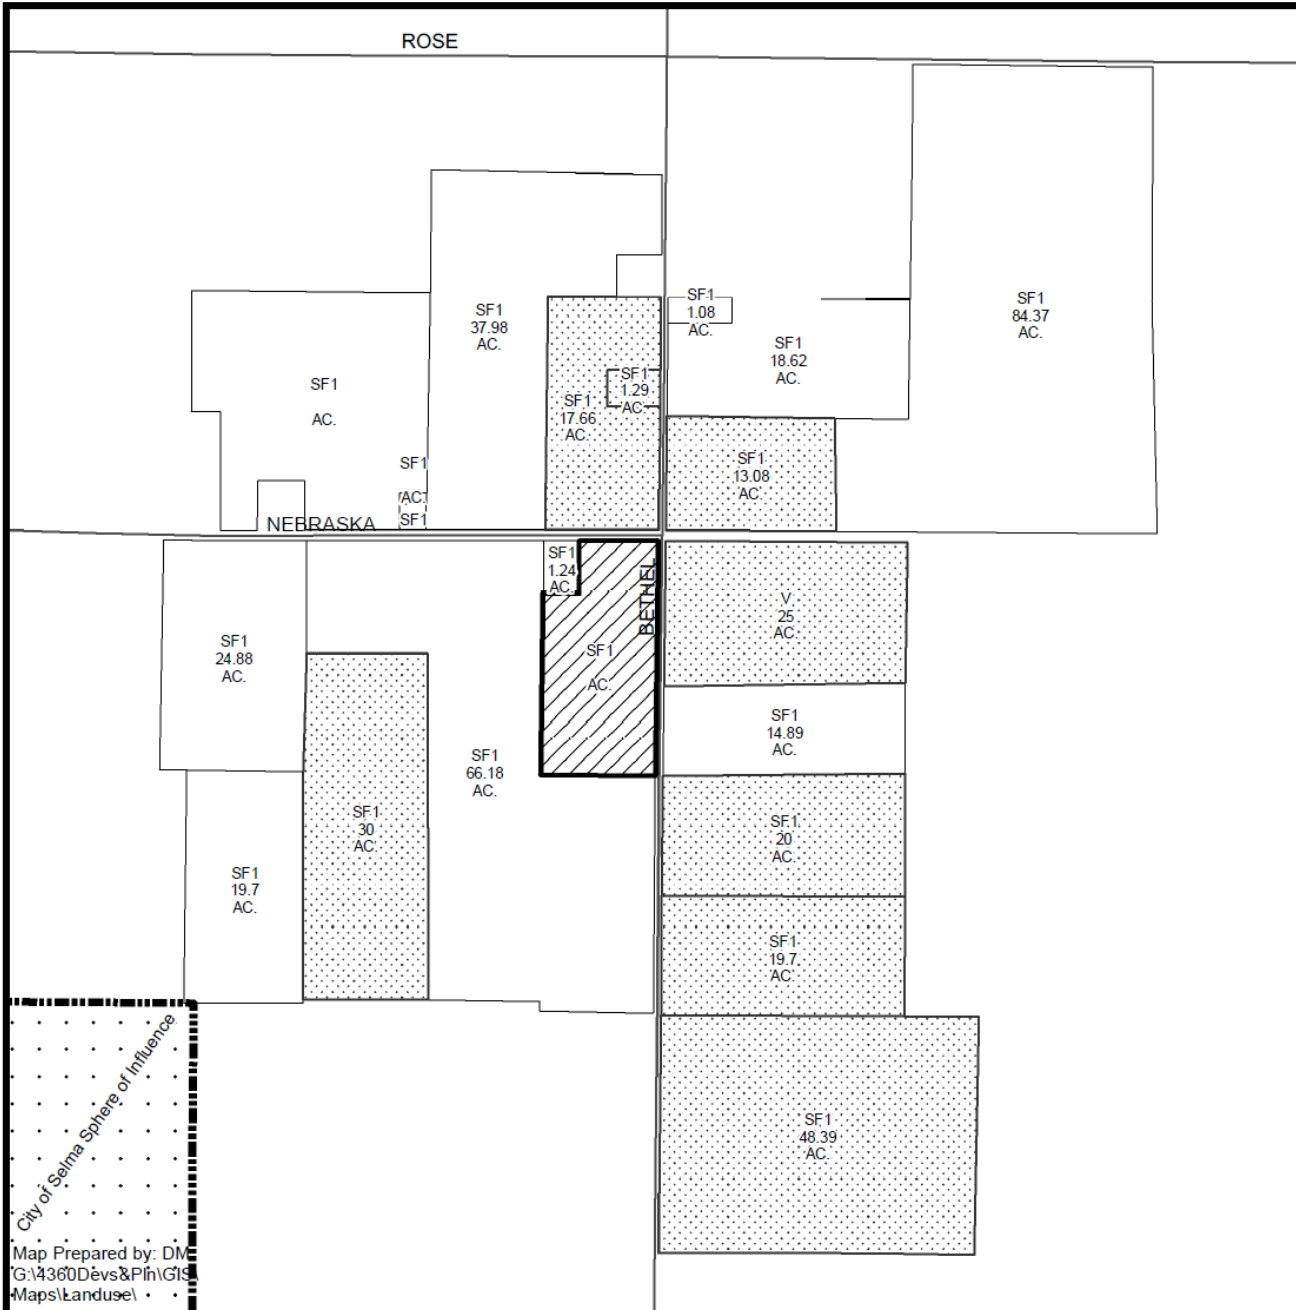 ROSE
SF1
84.37
AC.
SF1
1.08
AC.
SF1
37.98
AC.
SF1
18.62
AC.
SF1
1.29
AC.
SF1
AC.
SF1
17.66
AC.
SF1
13.08
AC.
SF1
AC.
SF1
NEBRASKA
SF1
1.24
AC.
BETHEL
V
25
AC.
SF1
24.88
AC.
SF1
AC.
SF1
14.89
AC.
SF1
66.18
AC.
SF1
30
AC.
SF1
20
AC.
SF1
19.7
AC.
SF1
19.7
AC.
City of Selma Sphere of Influence
SF1
48.39
AC.
Map Prepared by: DM
G:\4360Devs&Pln\GIS\
Maps\Landuse\